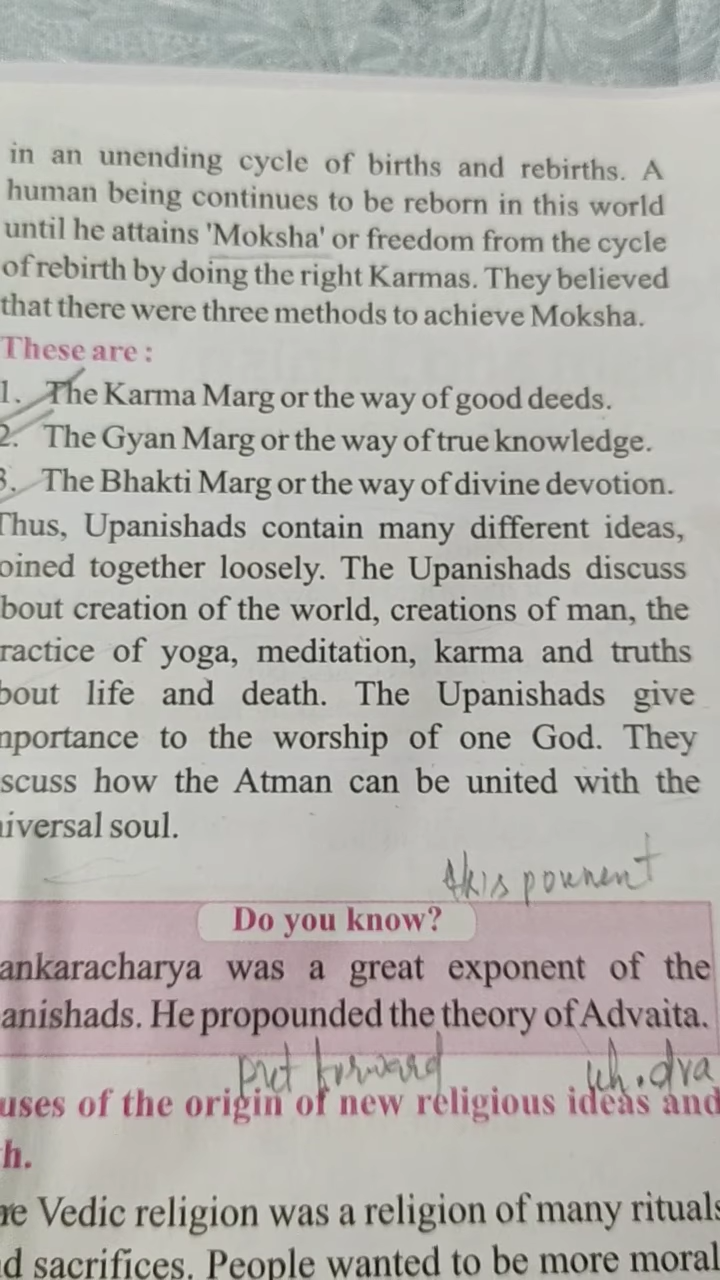 in an unending cycle of births and rebirths. A
human being continues to be reborn in this world
until he attains 'Moksha' or freedom from the cycle
of rebirth by doing the right Karmas. They believed
that there were three methods to achieve Moksha.
These are :
1. The Karma Marg or the way of good deeds.
2. The Gyan Marg or the way of true knowledge.
3. The Bhakti Marg or the way of divine devotion.
Thus, Upanishads contain many different ideas,
oined together loosely. The Upanishads discuss
bout creation of the world, creations of man, the
ractice of yoga, meditation, karma and truths
bout life and death. The Upanishads give
mportance to the worship of one God. They
scuss how the Atman can be united with the
niversal soul.
Do you know?
ankaracharya was a great exponent of the
anishads. He propounded the theory of Advaita.
put forward
uses of the origin of new religious ideas and
h.
he Vedic religion was a religion of many rituals
d sacrifices. People wanted to be more moral